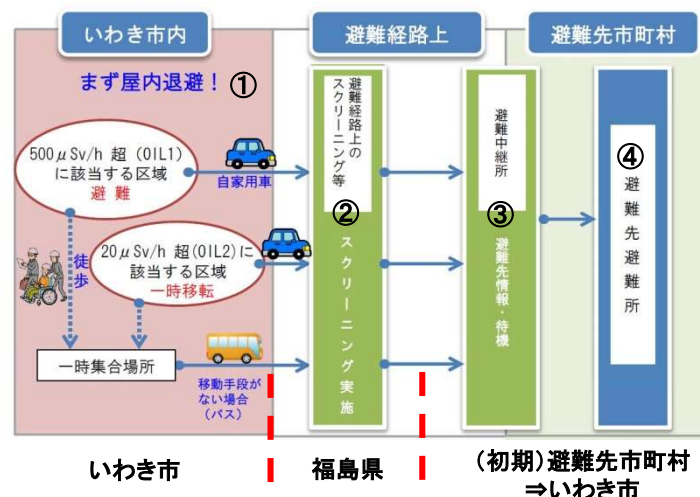 いわき市内
避難経路上
避難先市町村
まず屋内退避！ ①
500μSv/h 超（OIL1）
に該当する区域
避 難
自家用車
20μSv/h 超（OIL2）に
該当する区域
一時移転
徒歩
一時集合場所
移動手段が
ない場合
（バス）
避難経路上の
スクリーニング等
②
スクリーニング実施
避難中継所
③
避難先情報・待機
④
避難先避難所
いわき市
福島県
（初期）避難先市町村
⇒いわき市